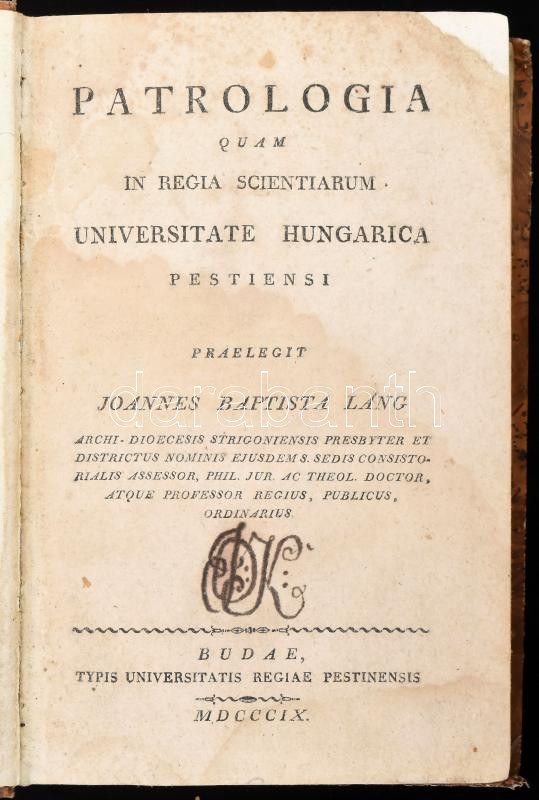 PATROLOGIA
QUAM
IN REGIA SCIENTIARUM
UNIVERSITATE HUNGARICA
PESTIENSI
PRAELEGIT
JOANNES BAPTISTA LÁNG
darabanth
ARCHI-DIOECESIS STRIGONIENSIS PRESBYTER ET
DISTRICTUS NOMINIS EJUSDEM S. SEDIS CONSISTO-
RIALIS ASSESSOR, PHIL. JUR. AC THEOL. DOCTOR,
ATQUE PROFESSOR REGIUS, PUBLICUS,
ORDINARIUS.
BUDAE,
TYPIS UNIVERSITATIS REGIAE PESTINENSIS
MDCCCIX.